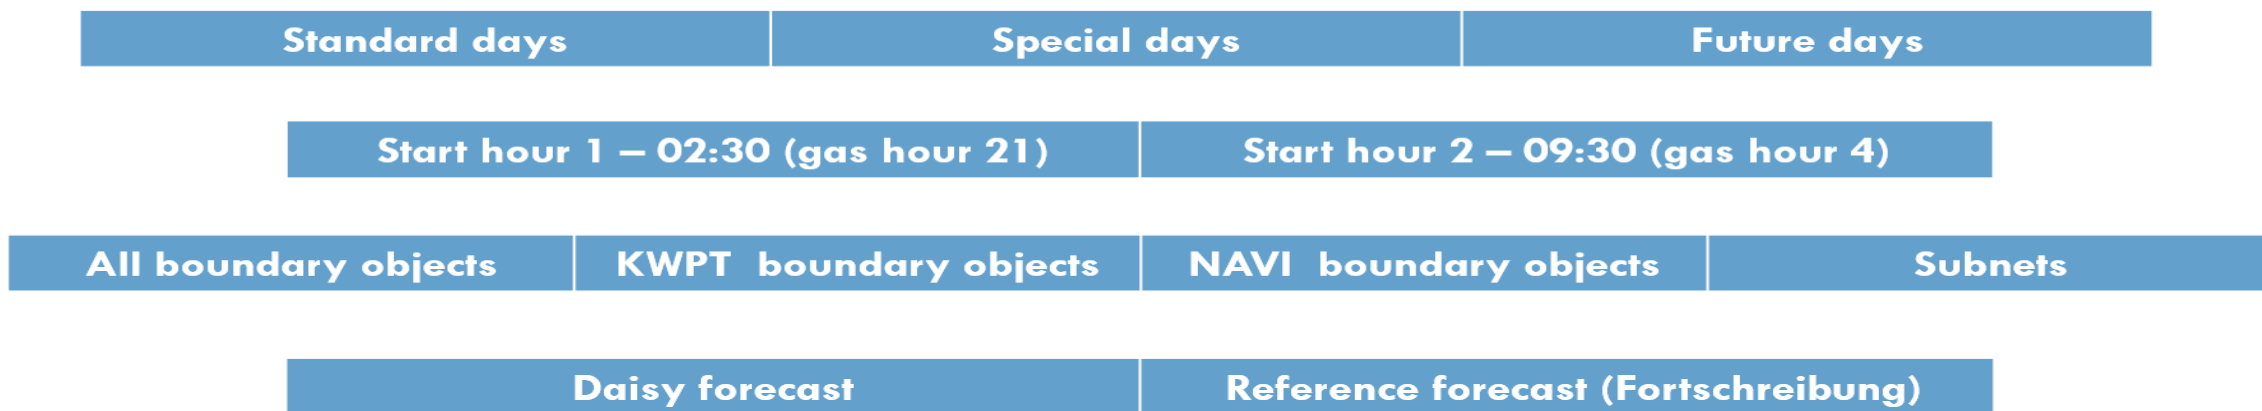 Standard days Special days Future days
Start hour 1 – 02:30 (gas hour 21) Start hour 2 – 09:30 (gas hour 4)
All boundary objects KWPT boundary objects NAVI boundary objects Subnets
Daisy forecast Reference forecast (Fortschreibung)